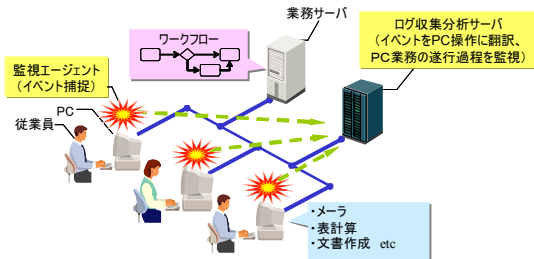 業務サーバ
ワークフロー
ログ収集分析サーバ
（イベントをPC操作に翻訳、
PC業務の遂行過程を監視）
監視エージェント
（イベント捕捉）
PC
従業員
・メーラ
・表計算
・文書作成 etc